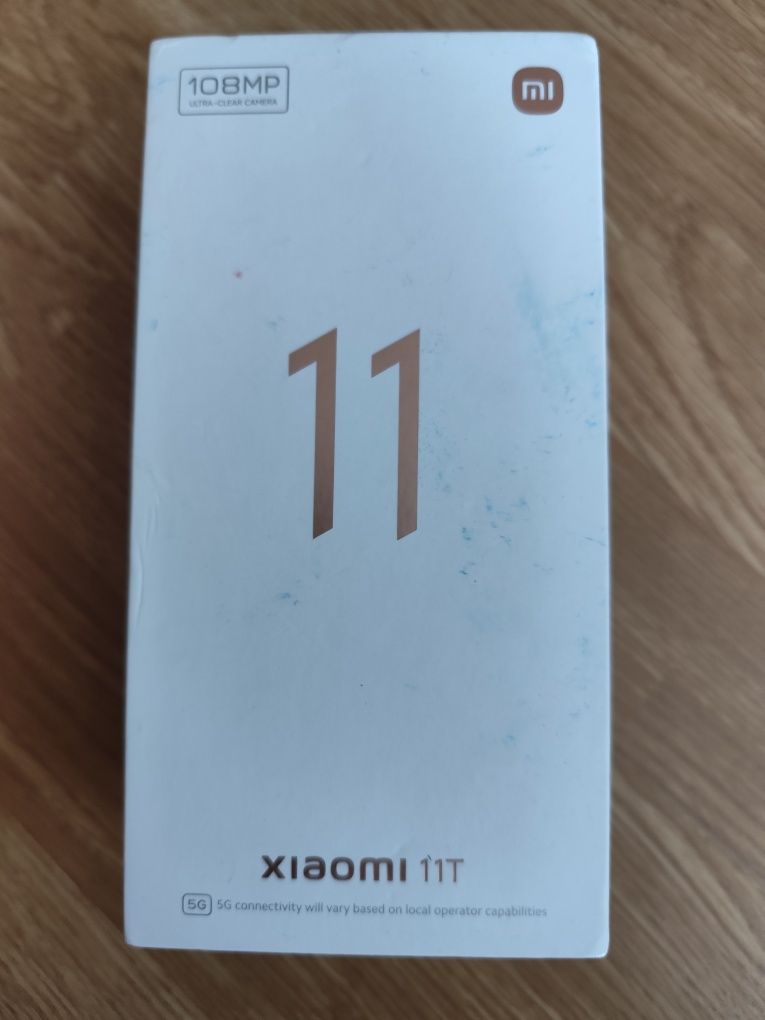 108MP
ULTRA-CLEAR CAMERA
mi
11
xiaomi 11T
5G 5G connectivity will vary based on local operator capabilities